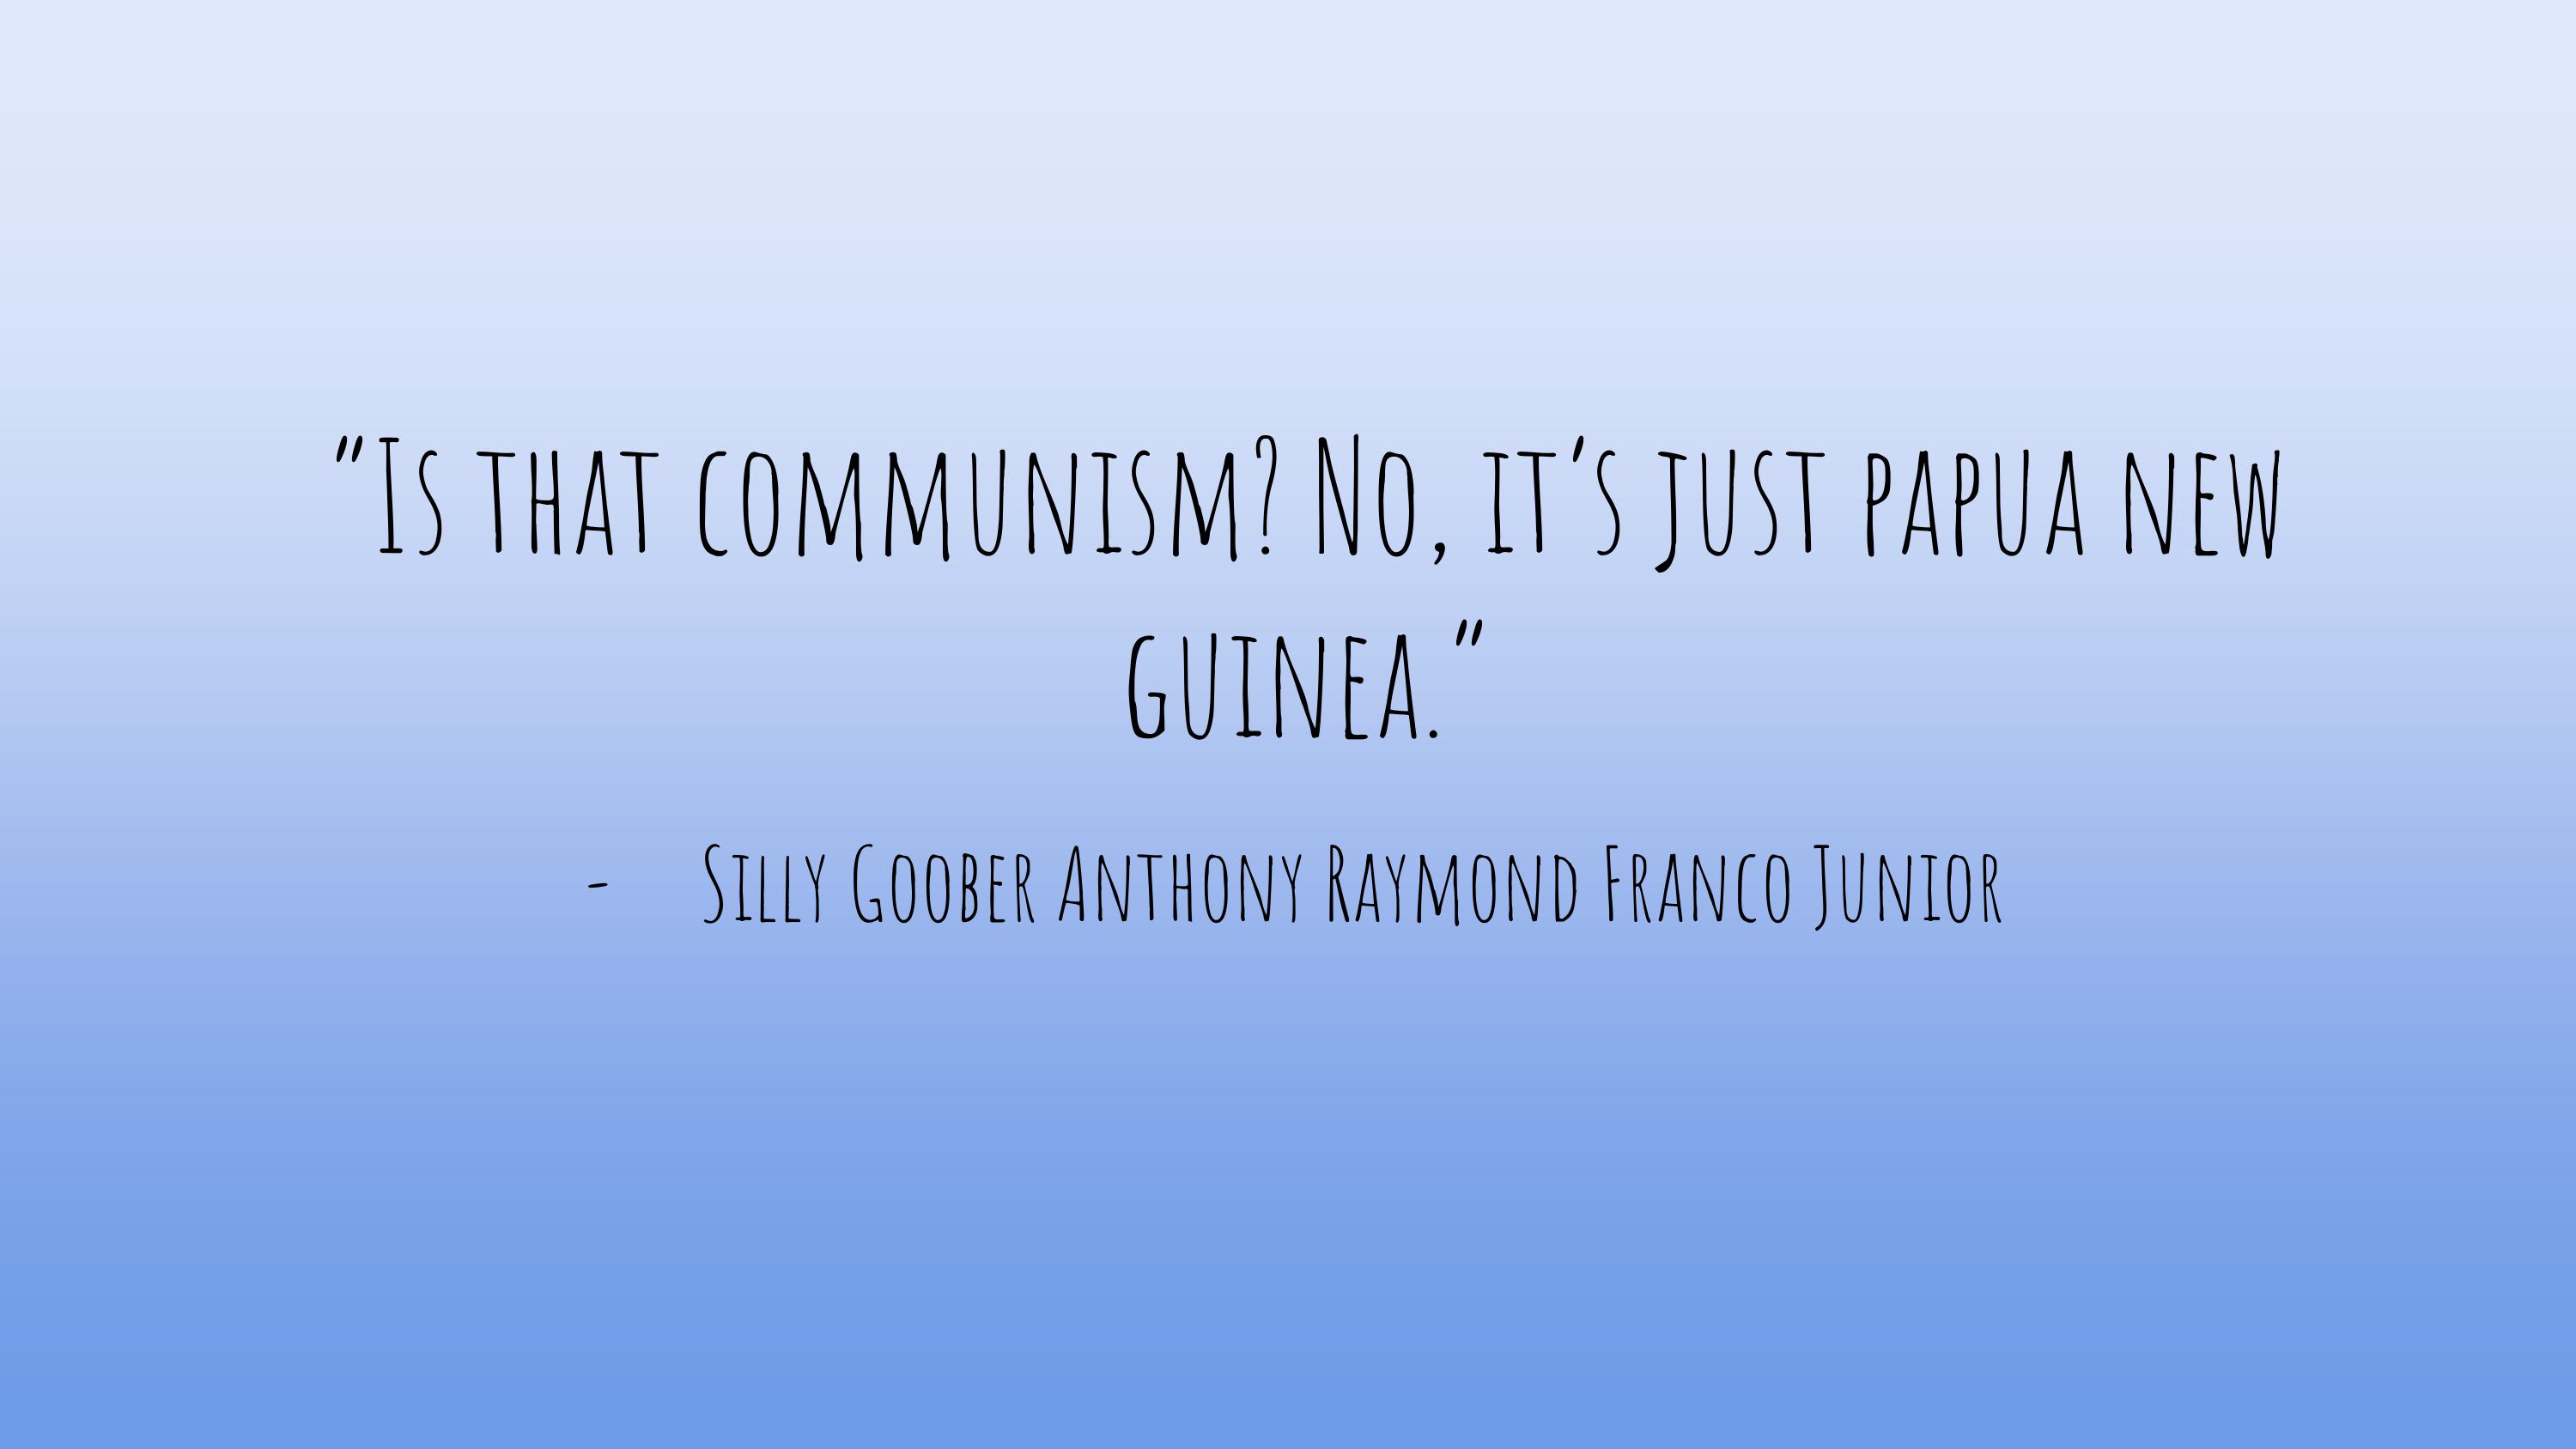 "Is that communism? No, it's just papua new
guinea."
- Silly Goober Anthony Raymond Franco Junior